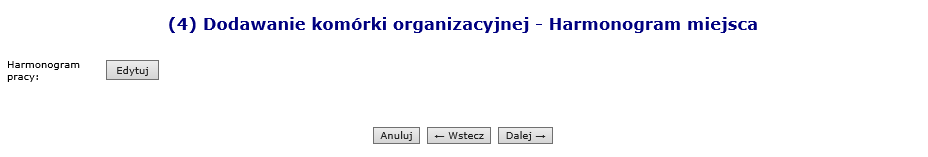 (4) Dodawanie komórki organizacyjnej - Harmonogram miejsca
Harmonogram
pracy:
Edytuj
Anuluj ← Wstecz Dalej →